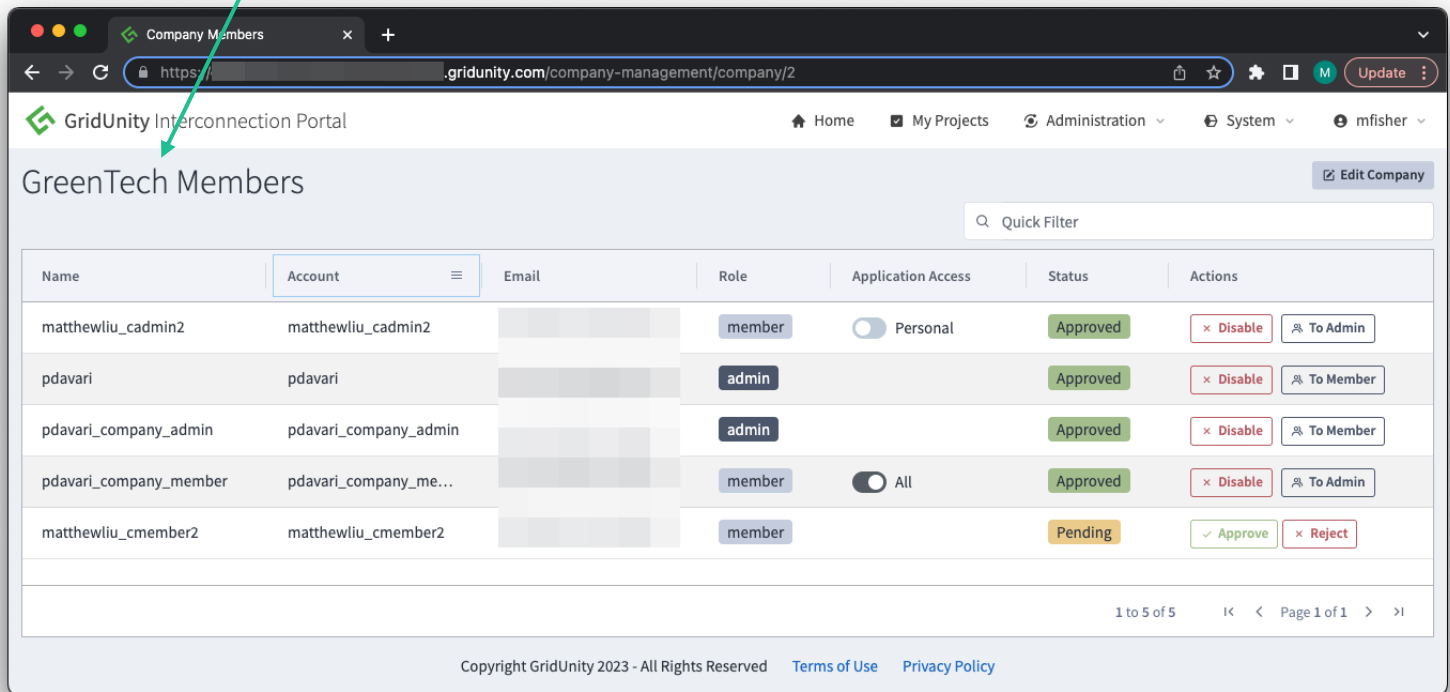 Company Members
https:/ .gridunity.com/company-management/company/2
M
Update
GridUnity Interconnection Portal
Home
My Projects
Administration
System
mfisher
GreenTech Members
Edit Company
Quick Filter
Name Account Email Role Application Access Status Actions
matthewliu_cadmin2 matthewliu_cadmin2 member Personal Approved × Disable To Admin
pdavari pdavari admin Approved × Disable To Member
pdavari_company_admin pdavari_company_admin admin Approved × Disable To Member
pdavari_company_member pdavari_company_me... member All Approved × Disable To Admin
matthewliu_cmember2 matthewliu_cmember2 member Pending Approve × Reject
1 to 5 of 5 Page 1 of 1
Copyright GridUnity 2023 - All Rights Reserved Terms of Use Privacy Policy